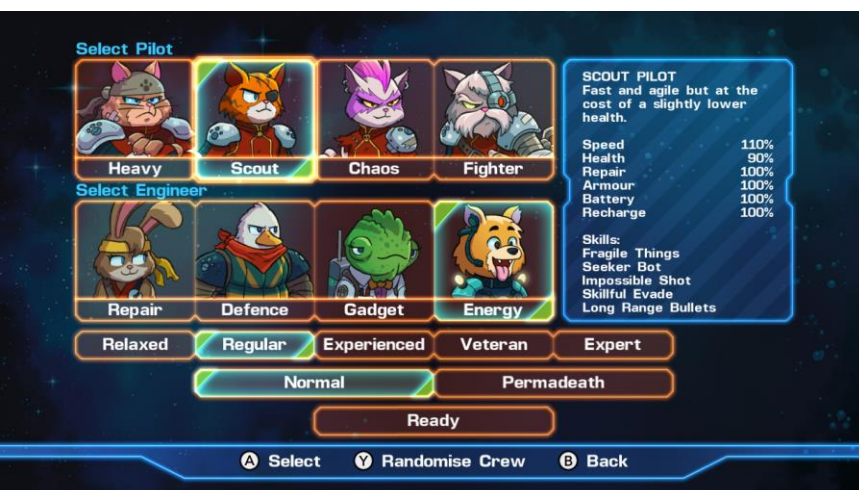 Select Pilot
Heavy
Scout
Chaos
Fighter
Select Engineer
Repair
Defence
Gadget
Energy
Relaxed
Regular
Experienced
Veteran
Expert
Normal
Permadeath
Ready
SCOUT PILOT
Fast and agile but at the
cost of a slightly lower
health.
Speed 110%
Health 90%
Repair 100%
Armour 100%
Battery 100%
Recharge 100%
Skills:
Fragile Things
Seeker Bot
Impossible Shot
Skillful Evade
Long Range Bullets
A Select
Y Randomise Crew
B Back